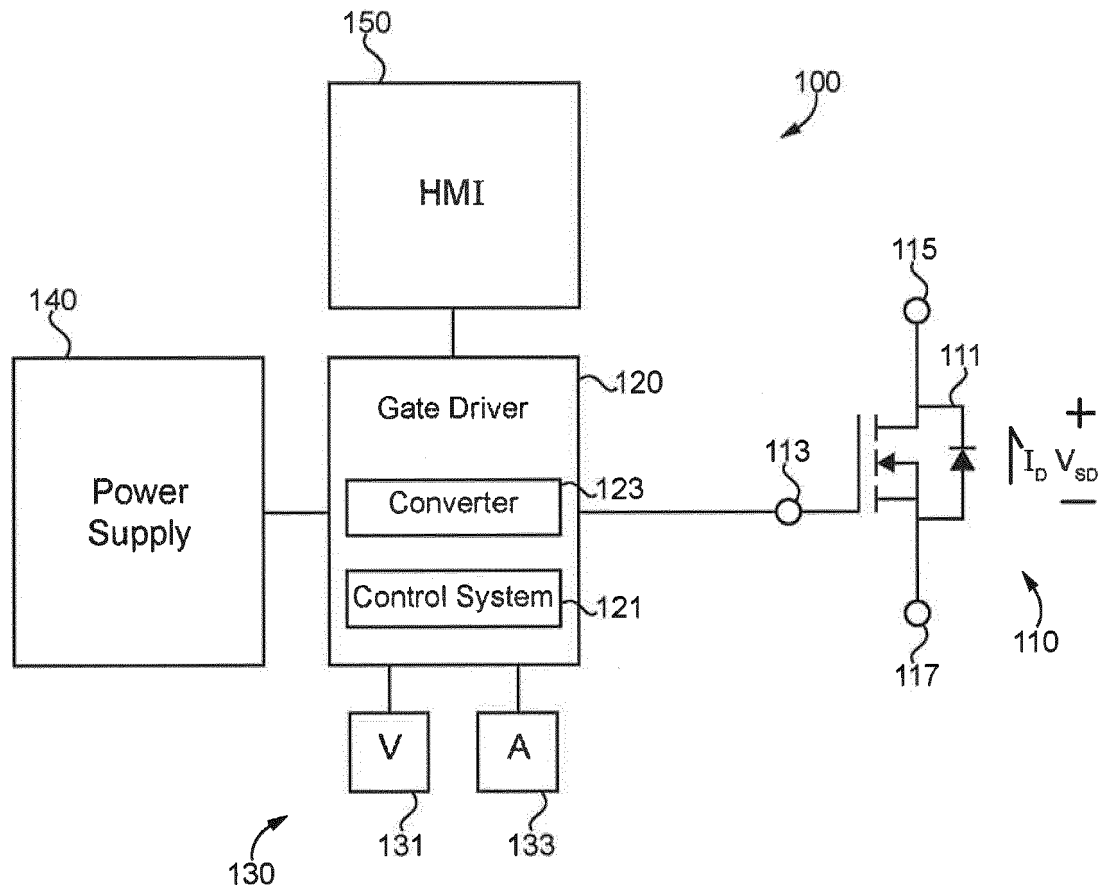 150
100
HMI
115
140
111
120
Gate Driver
+
113
I_D V_SD
123
Converter
Power
Supply
−
Control System
121
110
117
V
A
131
133
130